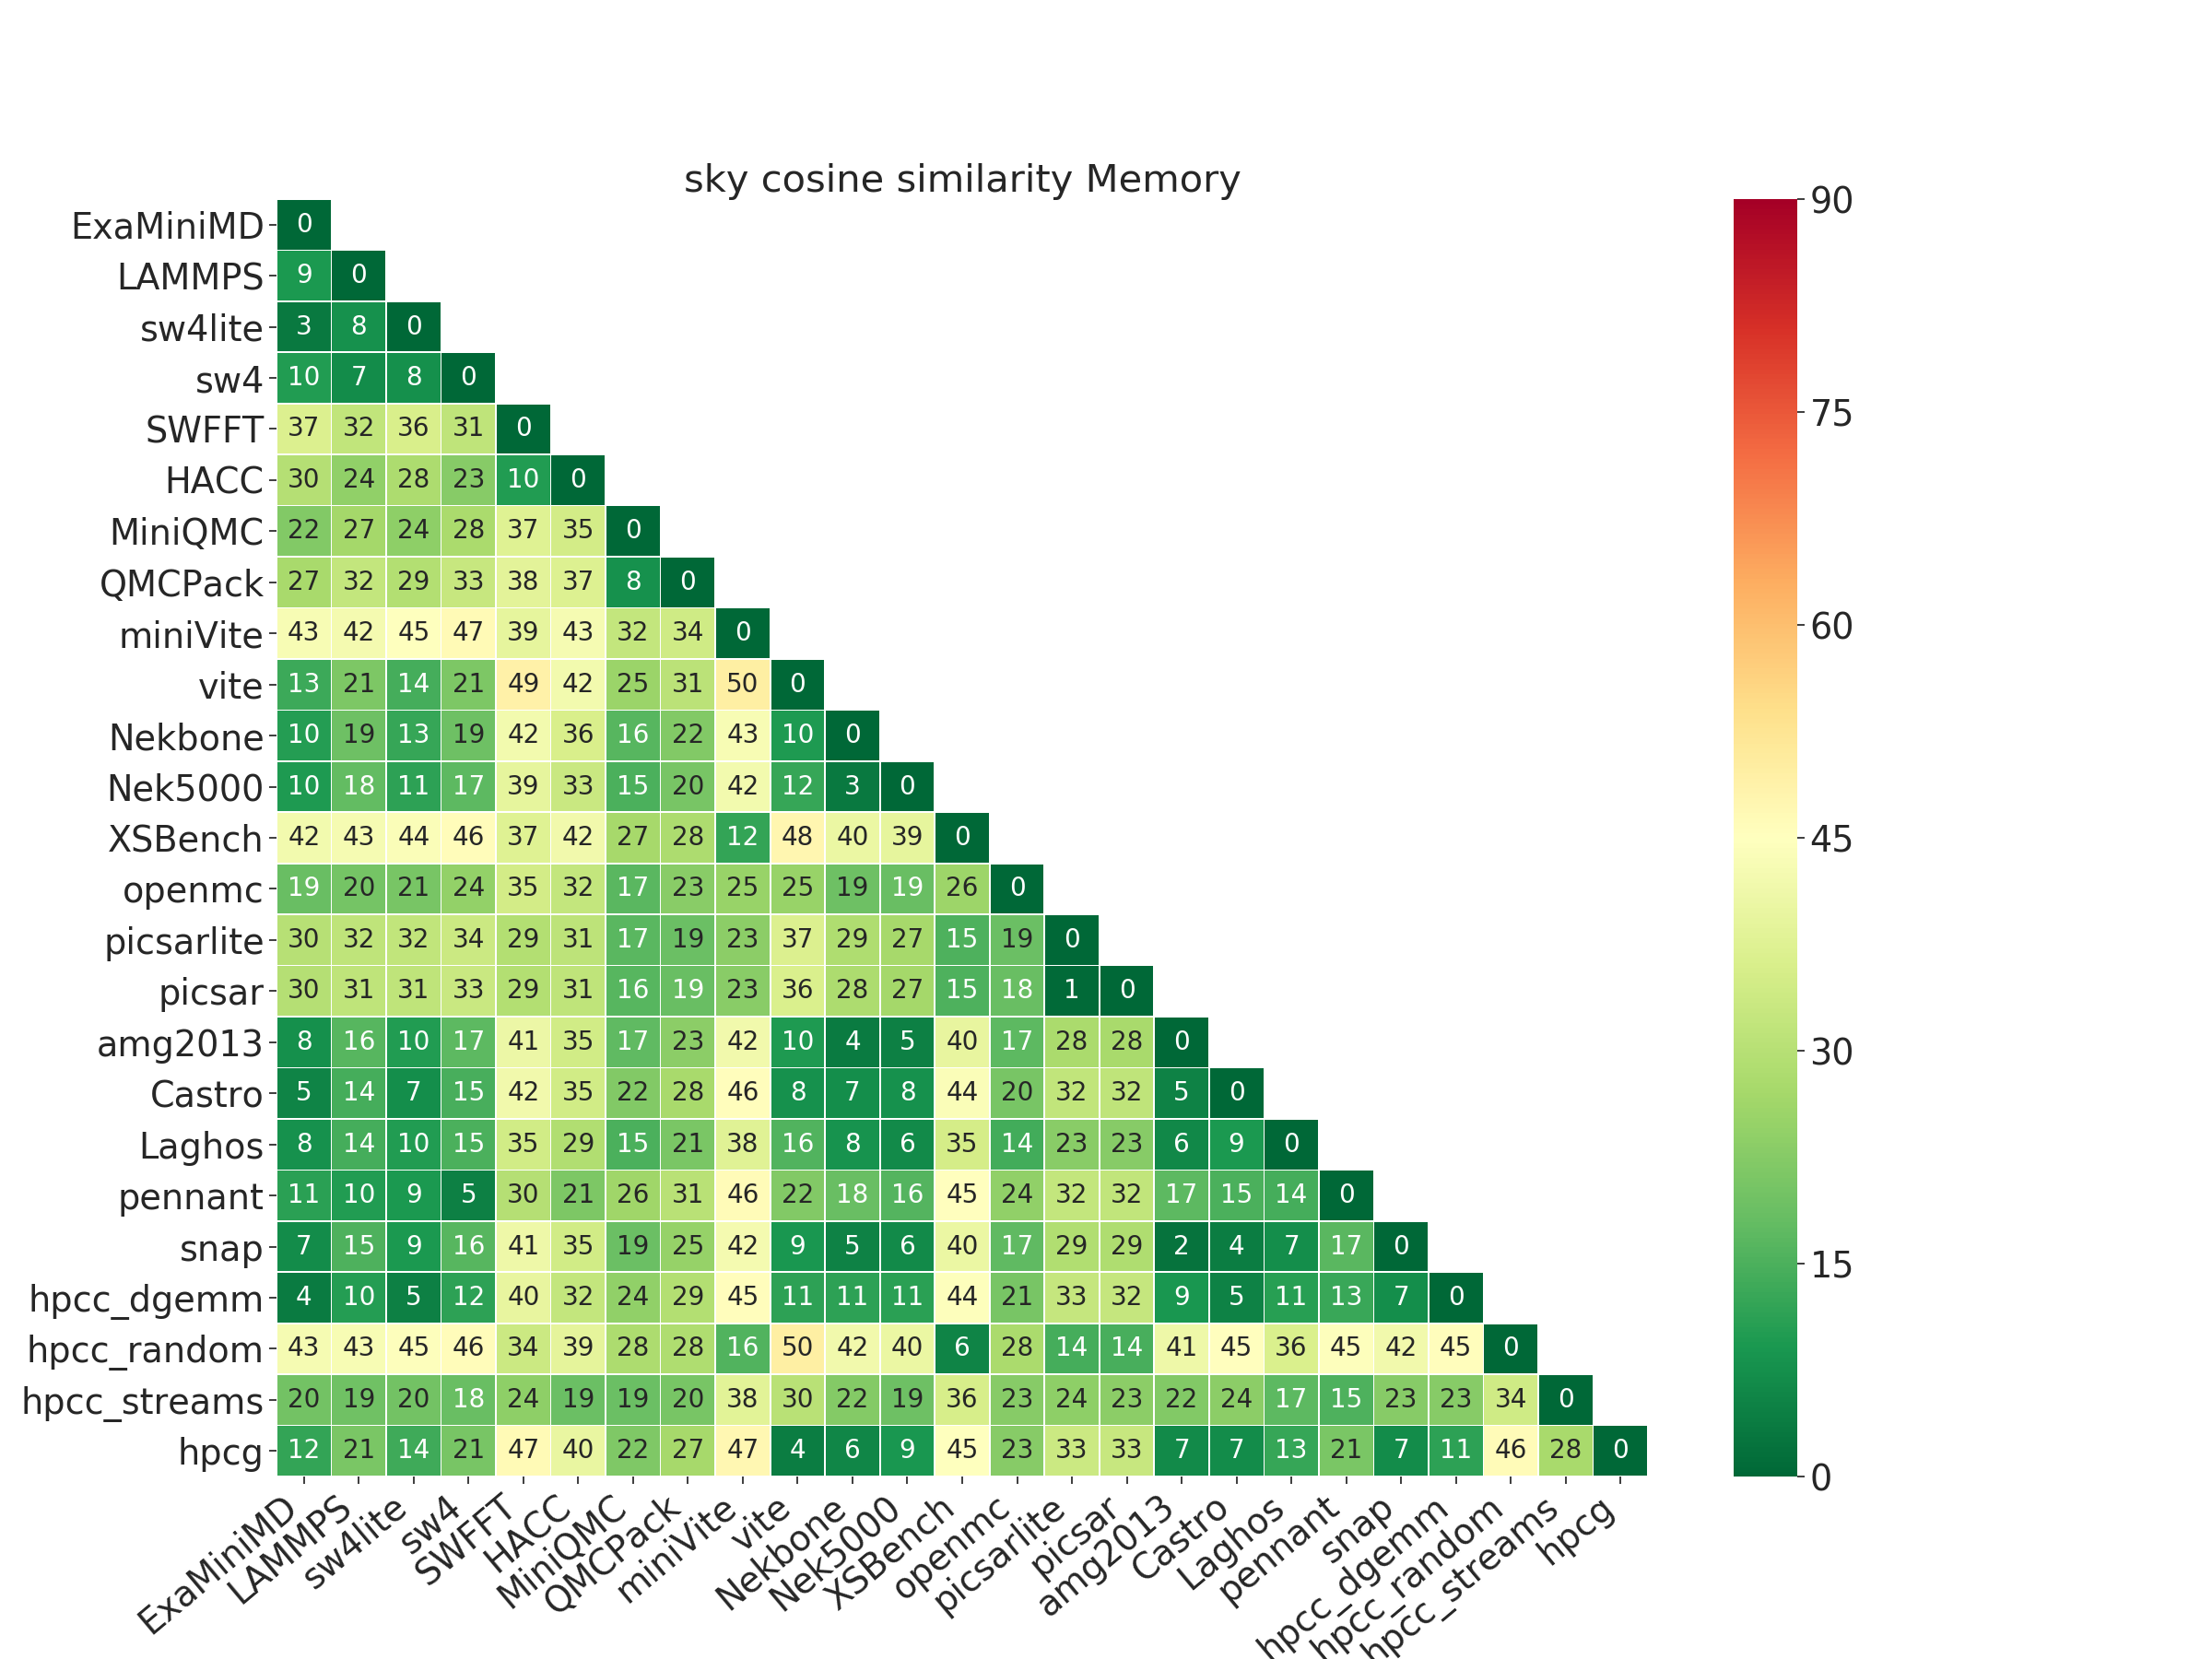 sky cosine similarity Memory
ExaMiniMD 0
LAMMPS 9 0
sw4lite 3 8 0
sw4 10 7 8 0
SWFFT 37 32 36 31 0
HACC 30 24 28 23 10 0
MiniQMC 22 27 24 28 37 35 0
QMCPack 27 32 29 33 38 37 8 0
miniVite 43 42 45 47 39 43 32 34 0
vite 13 21 14 21 49 42 25 31 50 0
Nekbone 10 19 13 19 42 36 16 22 43 10 0
Nek5000 10 18 11 17 39 33 15 20 42 12 3 0
XSBench 42 43 44 46 37 42 27 28 12 48 40 39 0
openmc 19 20 21 24 35 32 17 23 25 25 19 19 26 0
picsarlite 30 32 32 34 29 31 17 19 23 37 29 27 15 19 0
picsar 30 31 31 33 29 31 16 19 23 36 28 27 15 18 1 0
amg2013 8 16 10 17 41 35 17 23 42 10 4 5 40 17 28 28 0
Castro 5 14 7 15 42 35 22 28 46 8 7 8 44 20 32 32 5 0
Laghos 8 14 10 15 35 29 15 21 38 16 8 6 35 14 23 23 6 9 0
pennant 11 10 9 5 30 21 26 31 46 22 18 16 45 24 32 32 17 15 14 0
snap 7 15 9 16 41 35 19 25 42 9 5 6 40 17 29 29 2 4 7 17 0
hpcc_dgemm 4 10 5 12 40 32 24 29 45 11 11 11 44 21 33 32 9 5 11 13 7 0
hpcc_random 43 43 45 46 34 39 28 28 16 50 42 40 6 28 14 14 41 45 36 45 42 45 0
hpcc_streams 20 19 20 18 24 19 19 20 38 30 22 19 36 23 24 23 22 24 17 15 23 23 34 0
hpcg 12 21 14 21 47 40 22 27 47 4 6 9 45 23 33 33 7 7 13 21 7 11 46 28 0
ExaMiniMD
LAMMPS
sw4lite
sw4
SWFFT
HACC
MiniQMC
QMCPack
miniVite
vite
Nekbone
Nek5000
XSBench
openmc
picsarlite
picsar
amg2013
Castro
Laghos
pennant
snap
hpcc_dgemm
hpcc_random
hpcc_streams
hpcg
90
75
60
45
30
15
0